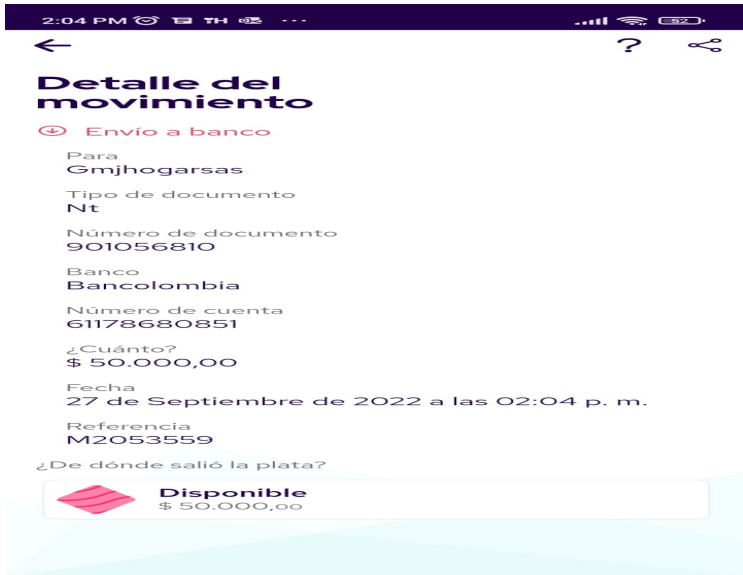 2:04 PM
52
?
Detalle del
movimiento
Envío a banco
Para
Gmjhogarsas
Tipo de documento
Nt
Número de documento
901056810
Banco
Bancolombia
Número de cuenta
61178680851
¿Cuánto?
$ 50.000,00
Fecha
27 de Septiembre de 2022 a las 02:04 p. m.
Referencia
M2053559
¿De dónde salió la plata?
Disponible
$ 50.000,00